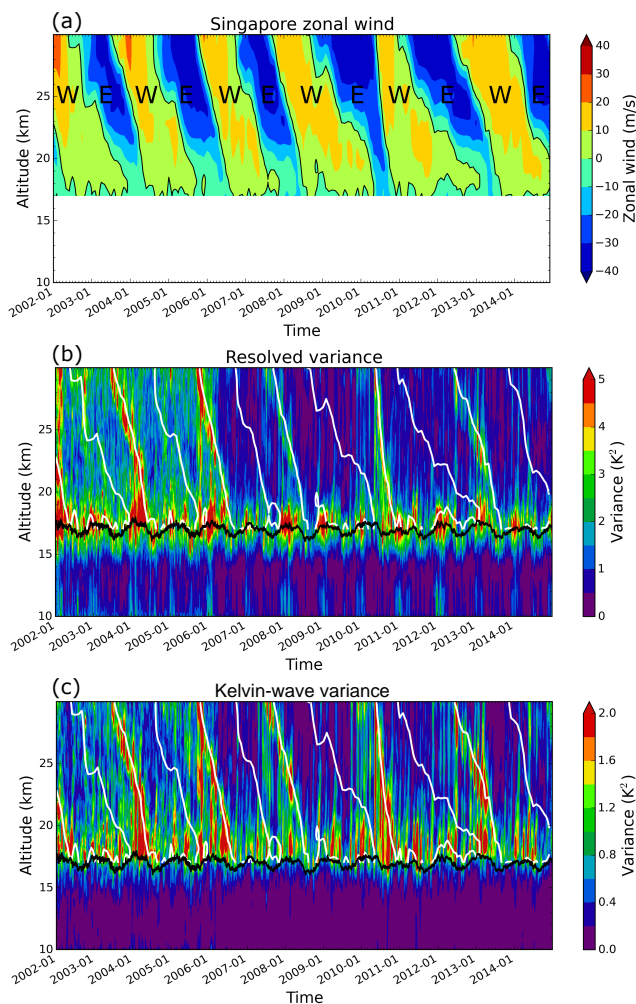 (a)
Singapore zonal wind
W E W E W E W E W E W E
Altitude (km)
25
20
15
10
2002-01 2003-01 2004-01 2005-01 2006-01 2007-01 2008-01 2009-01 2010-01 2011-01 2012-01 2013-01 2014-01
Time
40
30
20
10
0
−10
−20
−30
−40
Zonal wind (m/s)
(b)
Resolved variance
Altitude (km)
25
20
15
10
2002-01 2003-01 2004-01 2005-01 2006-01 2007-01 2008-01 2009-01 2010-01 2011-01 2012-01 2013-01 2014-01
Time
5
4
3
2
1
0
Variance (K²)
(c)
Kelvin-wave variance
Altitude (km)
25
20
15
10
2002-01 2003-01 2004-01 2005-01 2006-01 2007-01 2008-01 2009-01 2010-01 2011-01 2012-01 2013-01 2014-01
Time
2.0
1.6
1.2
0.8
0.4
0.0
Variance (K²)